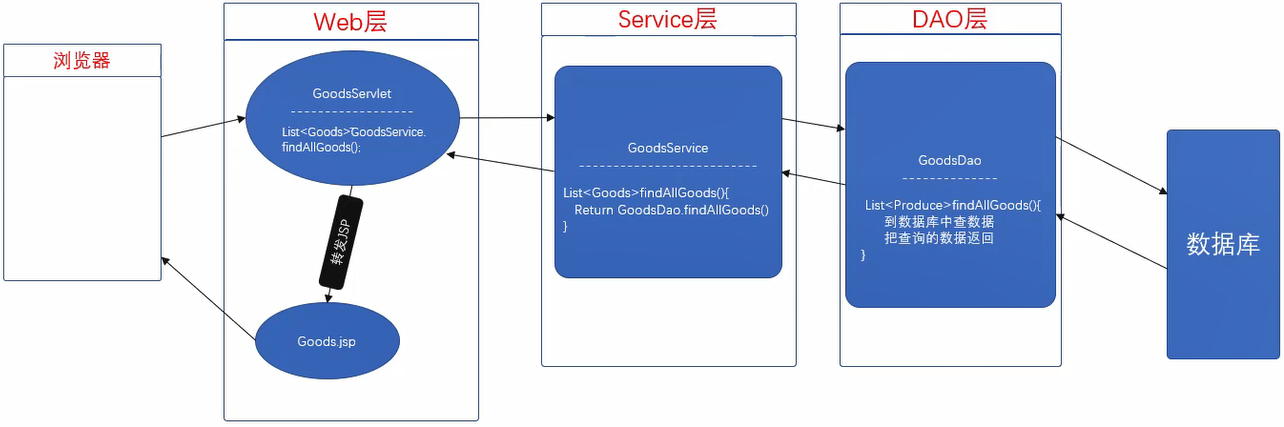 浏览器
Web层
GoodsServlet
List<Goods> GoodsService.
findAllGoods();
转发JSP
Goods.jsp
Service层
GoodsService
List<Goods>findAllGoods(){
Return GoodsDao.findAllGoods()
}
DAO层
GoodsDao
List<Produce>findAllGoods(){
到数据库中查数据
把查询的数据返回
}
数据库